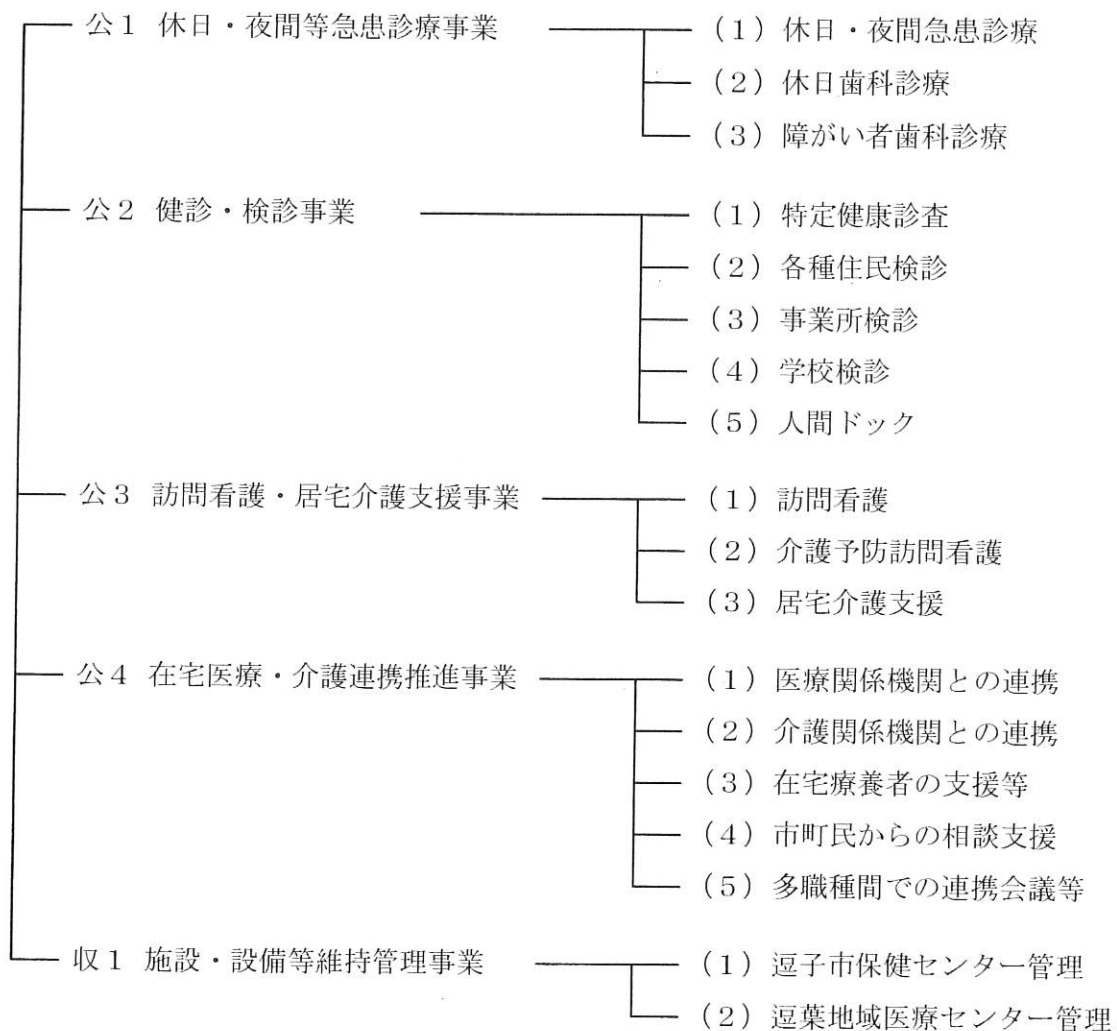 公１ 休日・夜間等急患診療事業 （１）休日・夜間急患診療
（２）休日歯科診療
（３）障がい者歯科診療
公２ 健診・検診事業 （１）特定健康診査
（２）各種住民検診
（３）事業所検診
（４）学校検診
（５）人間ドック
公３ 訪問看護・居宅介護支援事業 （１）訪問看護
（２）介護予防訪問看護
（３）居宅介護支援
公４ 在宅医療・介護連携推進事業 （１）医療関係機関との連携
（２）介護関係機関との連携
（３）在宅療養者の支援等
（４）市町民からの相談支援
（５）多職種間での連携会議等
収１ 施設・設備等維持管理事業 （１）逗子市保健センター管理
（２）逗葉地域医療センター管理